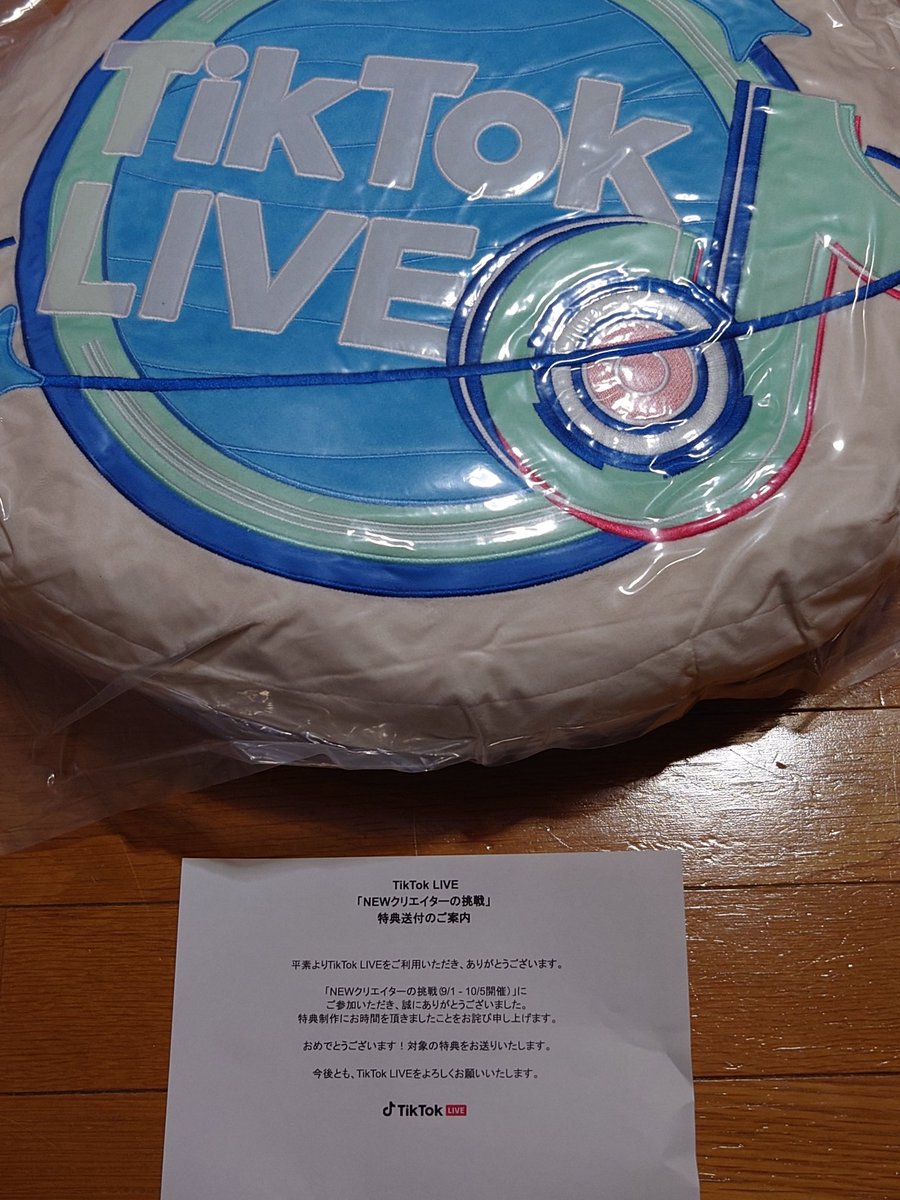 TikTok
LIVE
TikTok LIVE
「NEWクリエイターの挑戦」
特典送付のご案内
平素よりTikTok LIVEをご利用いただき、ありがとうございます。
「NEWクリエイターの挑戦(9/1 - 10/5開催)」に
ご参加いただき、誠にありがとうございました。
特典制作にお時間を頂きましたことをお詫び申し上げます。
おめでとうございます！対象の特典をお送りいたします。
今後とも、TikTok LIVEをよろしくお願いいたします。
TikTok LIVE